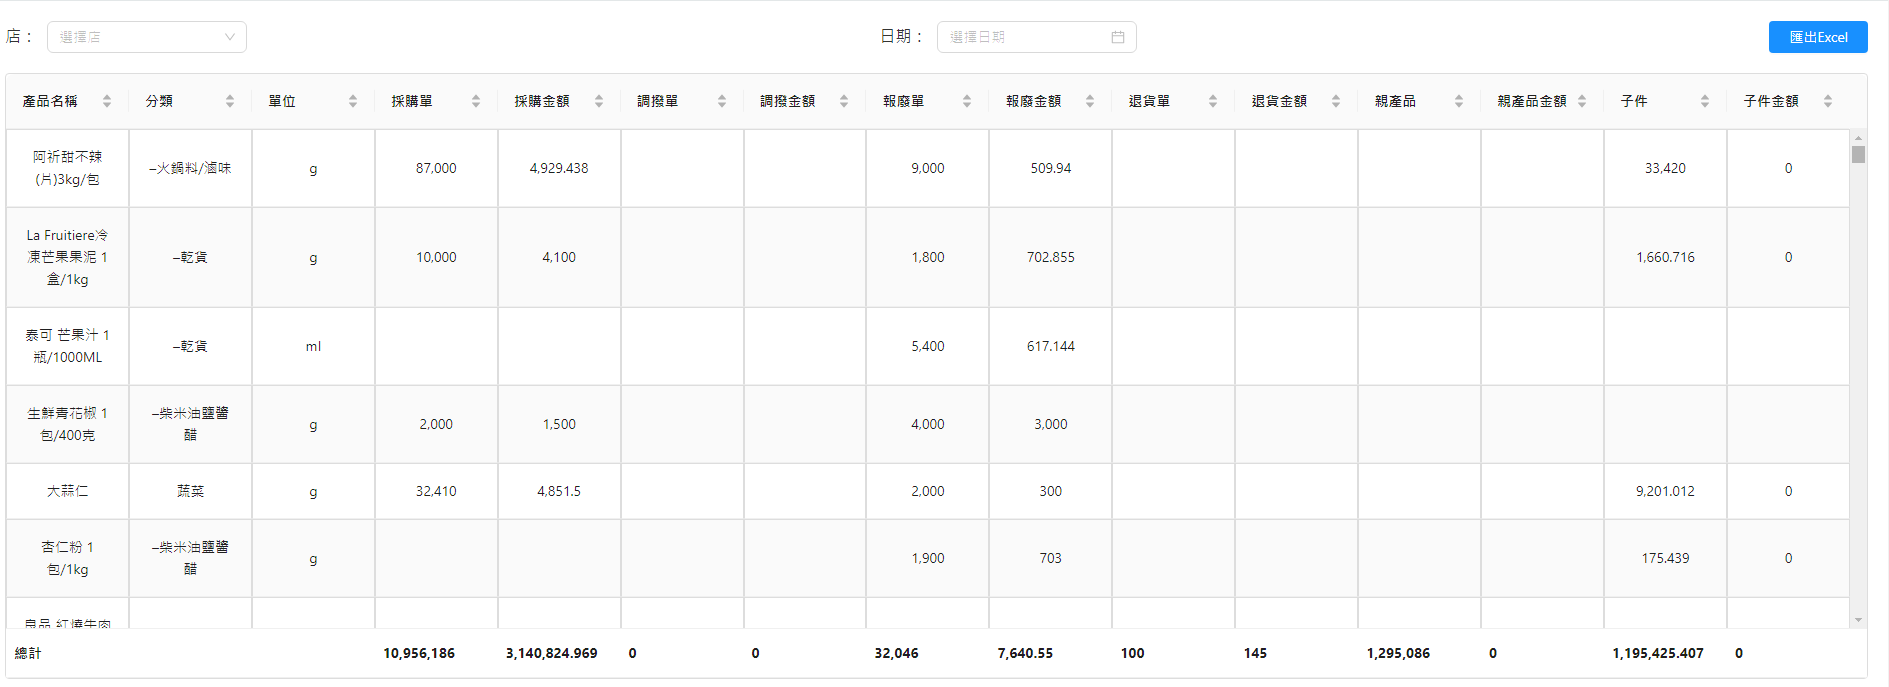 店：
選擇店
日期：
選擇日期
匯出Excel
產品名稱 分類 單位 採購單 採購金額 調撥單 調撥金額 報廢單 報廢金額 退貨單 退貨金額 親產品 親產品金額 子件 子件金額
阿祈甜不辣
(片)3kg/包
–火鍋料/滷味 g 87,000 4,929.438 9,000 509.94 33,420 0
La Fruitiere冷
凍芒果果泥 1
盒/1kg
–乾貨 g 10,000 4,100 1,800 702.855 1,660.716 0
泰可 芒果汁 1
瓶/1000ML
–乾貨 ml 5,400 617.144
生鮮青花椒 1
包/400克
–柴米油鹽醬
醋
g 2,000 1,500 4,000 3,000
大蒜仁 蔬菜 g 32,410 4,851.5 2,000 300 9,201.012 0
杏仁粉 1
包/1kg
–柴米油鹽醬
醋
g 1,900 703 175.439 0
良品 紅燒牛肉
總計 10,956,186 3,140,824.969 0 0 32,046 7,640.55 100 145 1,295,086 0 1,195,425.407 0